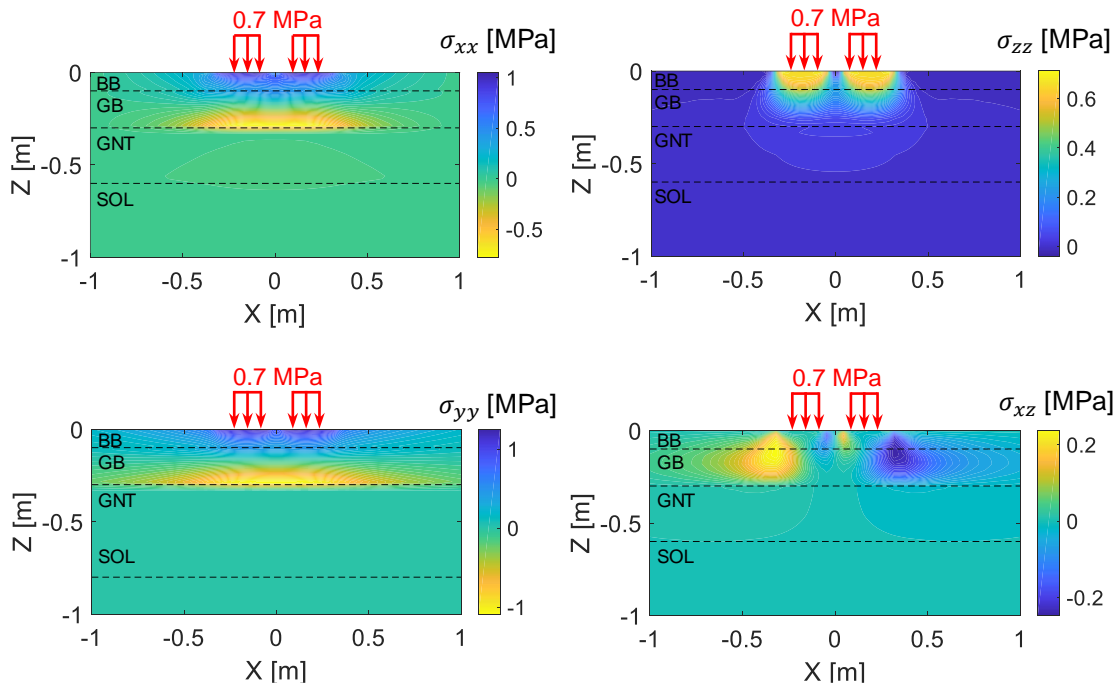 0.7 MPa
σxx [MPa]
0
BB
GB
GNT
SOL
-0.5
-1
Z [m]
-1
-0.5
0
0.5
1
X [m]
1
0.5
0
-0.5
0.7 MPa
σzz [MPa]
0
BB
GB
GNT
SOL
-0.5
-1
Z [m]
-1
-0.5
0
0.5
1
X [m]
0.6
0.4
0.2
0
0.7 MPa
σyy [MPa]
0
BB
GB
GNT
SOL
-0.5
-1
Z [m]
-1
-0.5
0
0.5
1
X [m]
1
0
-1
0.7 MPa
σxz [MPa]
0
BB
GB
GNT
SOL
-0.5
-1
Z [m]
-1
-0.5
0
0.5
1
X [m]
0.2
0
-0.2